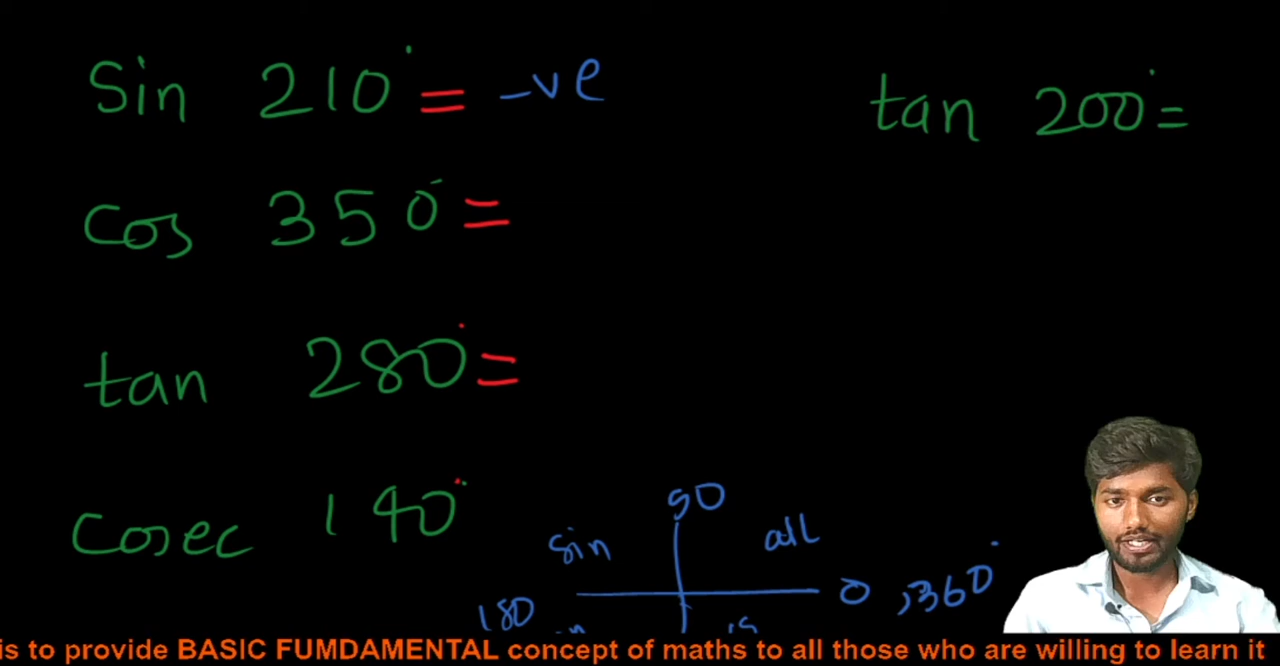 Sin 210° = -ve
tan 200° =
cos 350° =
tan 280° =
cosec 140°
90
sin
all
180
0, 360°
is to provide BASIC FUMDAMENTAL concept of maths to all those who are willing to learn it